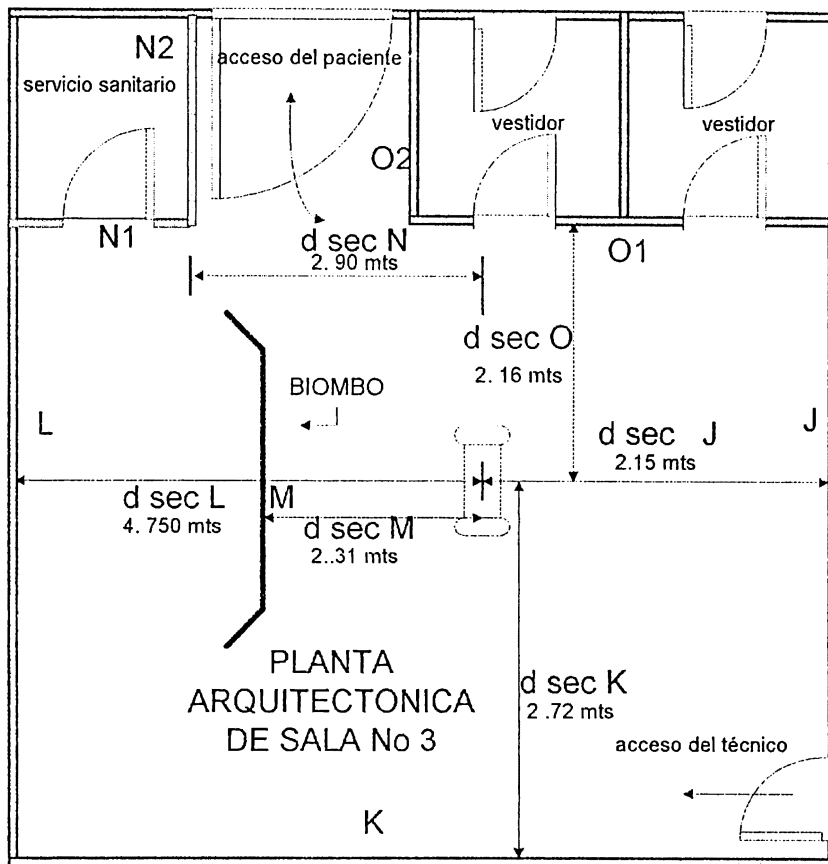 N2
servicio sanitario
acceso del paciente
vestidor
vestidor
O2
N1
d sec N
2. 90 mts
O1
d sec O
2. 16 mts
BIOMBO
L
d sec J
2.15 mts
J
d sec L
4. 750 mts
M
d sec M
2..31 mts
PLANTA
ARQUITECTONICA
DE SALA No 3
d sec K
2 .72 mts
acceso del técnico
K